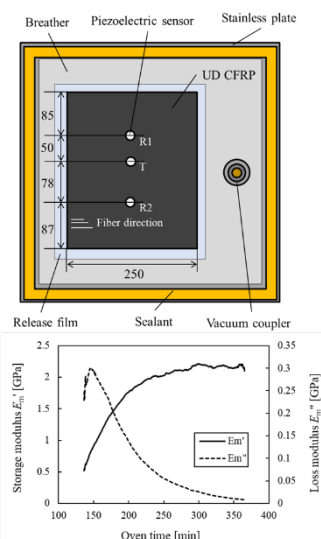 Breather
Piezoelectric sensor
Stainless plate
UD CFRP
85
R1
50
T
78
R2
Fiber direction
87
250
Release film
Sealant
Vacuum coupler
2.5
2
1.5
1
0.5
0
Storage modulus Em' [GPa]
0.35
0.3
0.25
0.2
0.15
0.1
0.05
0
Loss modulus Em" [GPa]
Em'
Em"
100 150 200 250 300 350 400
Oven time [min]